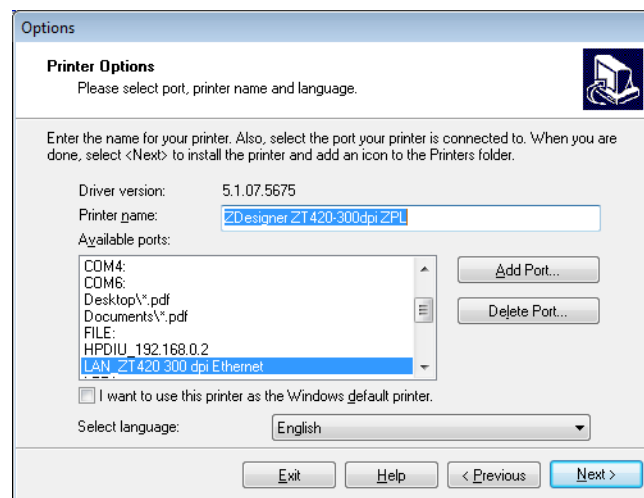 Options
Printer Options
Please select port, printer name and language.
Enter the name for your printer. Also, select the port your printer is connected to. When you are
done, select <Next> to install the printer and add an icon to the Printers folder.
Driver version: 5.1.07.5675
Printer name: ZDesigner ZT420-300dpi ZPL
Available ports:
COM4:
COM6:
Desktop\*.pdf
Documents\*.pdf
FILE:
HPDIU_192.168.0.2
LAN_ZT420 300 dpi Ethernet
Add Port...
Delete Port...
I want to use this printer as the Windows default printer.
Select language: English
Exit Help < Previous Next >